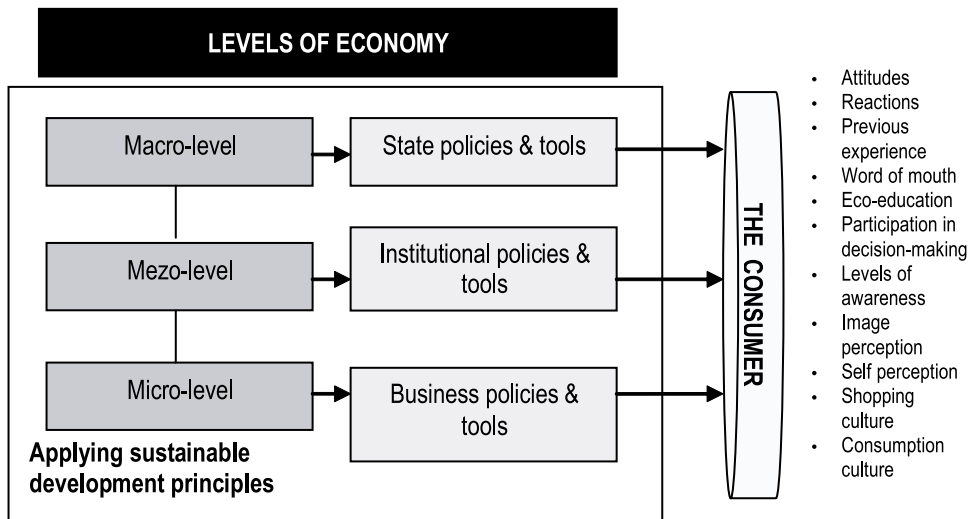 LEVELS OF ECONOMY
Macro-level
State policies & tools
Mezo-level
Institutional policies &
tools
Micro-level
Business policies &
tools
Applying sustainable
development principles
THE CONSUMER
• Attitudes
• Reactions
• Previous
experience
• Word of mouth
• Eco-education
• Participation in
decision-making
• Levels of
awareness
• Image
perception
• Self perception
• Shopping
culture
• Consumption
culture